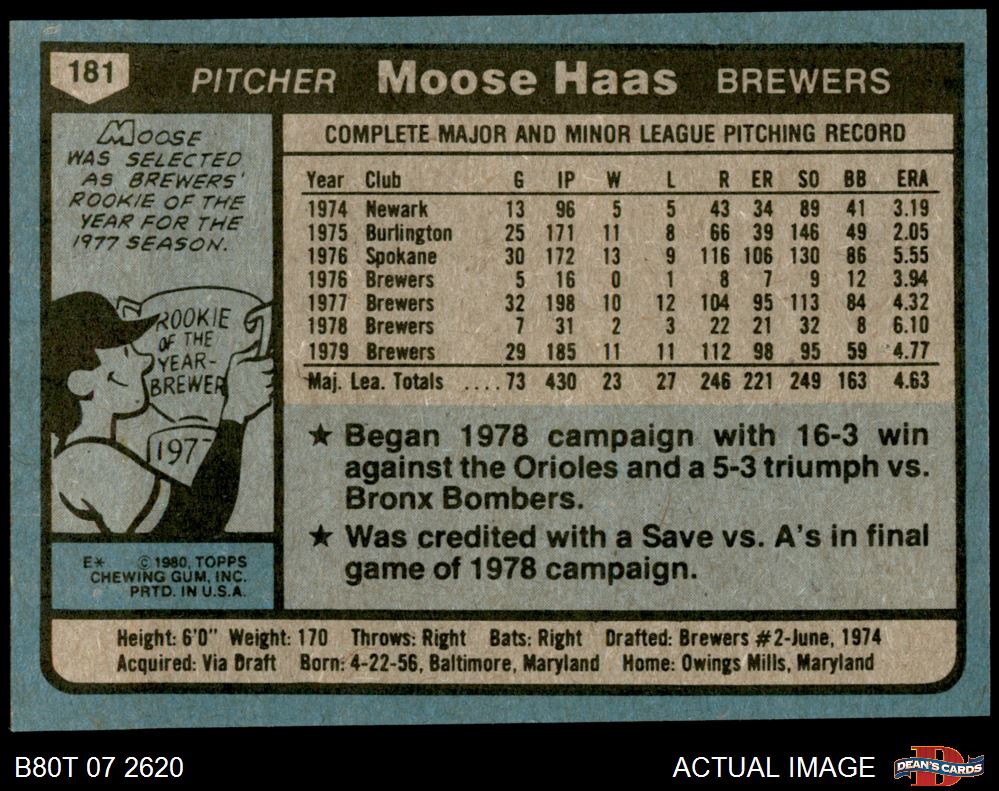 181 PITCHER Moose Haas BREWERS
MOOSE
WAS SELECTED
AS BREWERS'
ROOKIE OF THE
YEAR FOR THE
1977 SEASON.
ROOKIE
OF THE
YEAR-
BREWER
1977
E* © 1980, TOPPS
CHEWING GUM, INC.
PRTD. IN U.S.A.
COMPLETE MAJOR AND MINOR LEAGUE PITCHING RECORD
Year Club G IP W L R ER SO BB ERA
1974 Newark 13 96 5 5 43 34 89 41 3.19
1975 Burlington 25 171 11 8 66 39 146 49 2.05
1976 Spokane 30 172 13 9 116 106 130 86 5.55
1976 Brewers 5 16 0 1 8 7 9 12 3.94
1977 Brewers 32 198 10 12 104 95 113 84 4.32
1978 Brewers 7 31 2 3 22 21 32 8 6.10
1979 Brewers 29 185 11 11 112 98 95 59 4.77
Maj. Lea. Totals ....73 430 23 27 246 221 249 163 4.63
★ Began 1978 campaign with 16-3 win
against the Orioles and a 5-3 triumph vs.
Bronx Bombers.
★ Was credited with a Save vs. A's in final
game of 1978 campaign.
Height: 6'0" Weight: 170 Throws: Right Bats: Right Drafted: Brewers #2-June, 1974
Acquired: Via Draft Born: 4-22-56, Baltimore, Maryland Home: Owings Mills, Maryland
B80T 07 2620 ACTUAL IMAGE DEAN'S CARDS